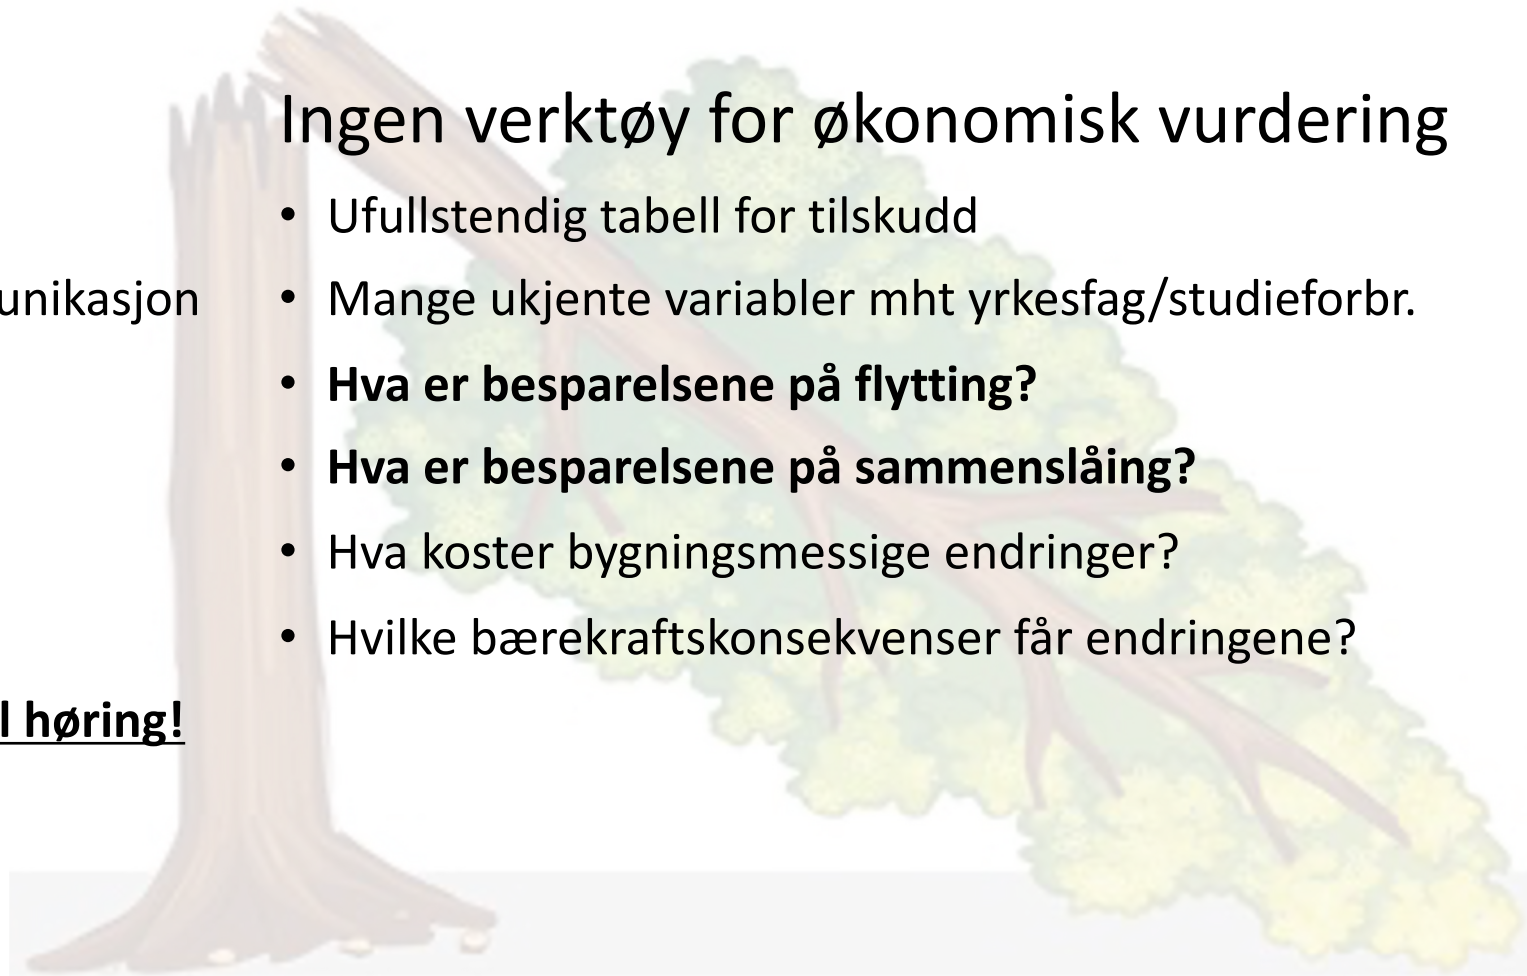 Ingen verktøy for økonomisk vurdering
• Ufullstendig tabell for tilskudd
unikasjon
• Mange ukjente variabler mht yrkesfag/studieforbr.
• Hva er besparelsene på flytting?
• Hva er besparelsene på sammenslåing?
• Hva koster bygningsmessige endringer?
• Hvilke bærekraftskonsekvenser får endringene?
l høring!